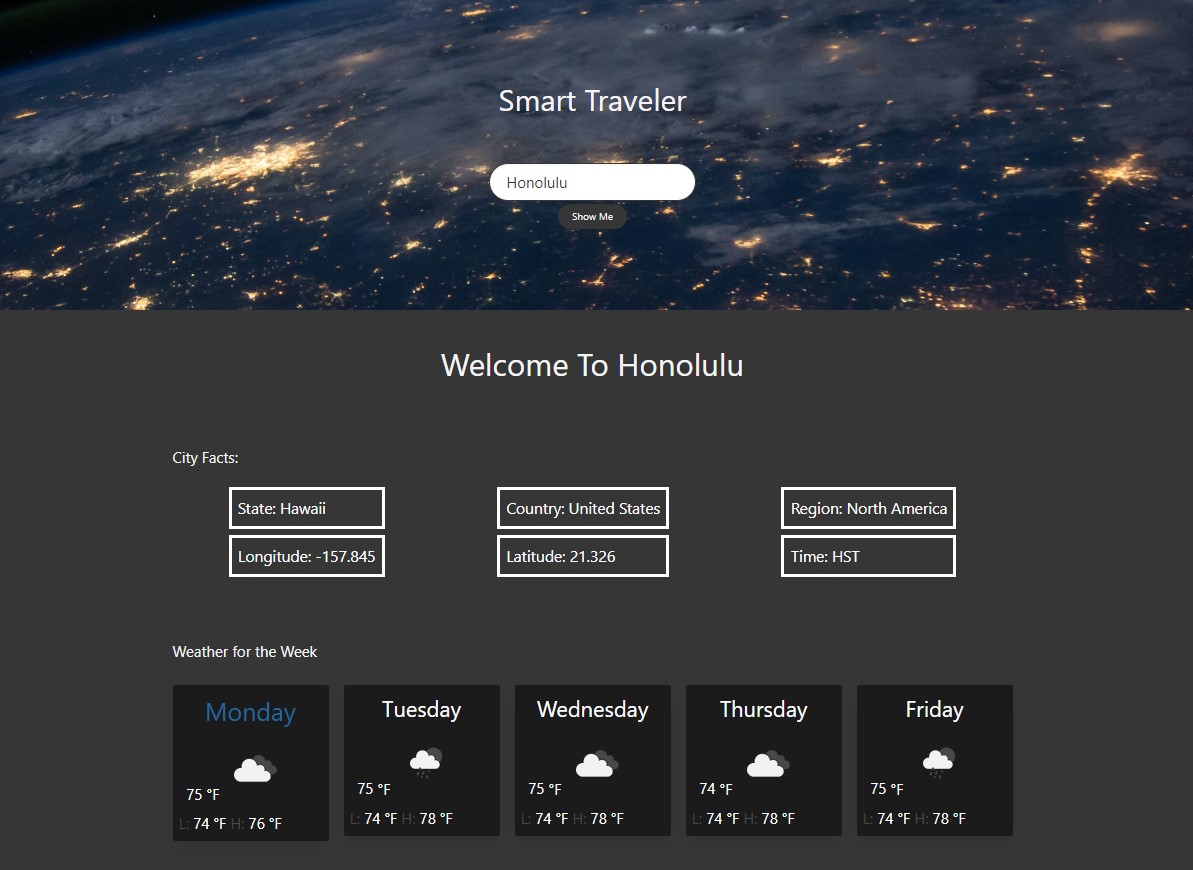 Smart Traveler
Honolulu
Show Me
Welcome To Honolulu
City Facts:
State: Hawaii
Country: United States
Region: North America
Longitude: -157.845
Latitude: 21.326
Time: HST
Weather for the Week
Monday
75 °F
L: 74 °F H: 76 °F
Tuesday
75 °F
L: 74 °F H: 78 °F
Wednesday
75 °F
L: 74 °F H: 78 °F
Thursday
74 °F
L: 74 °F H: 78 °F
Friday
75 °F
L: 74 °F H: 78 °F